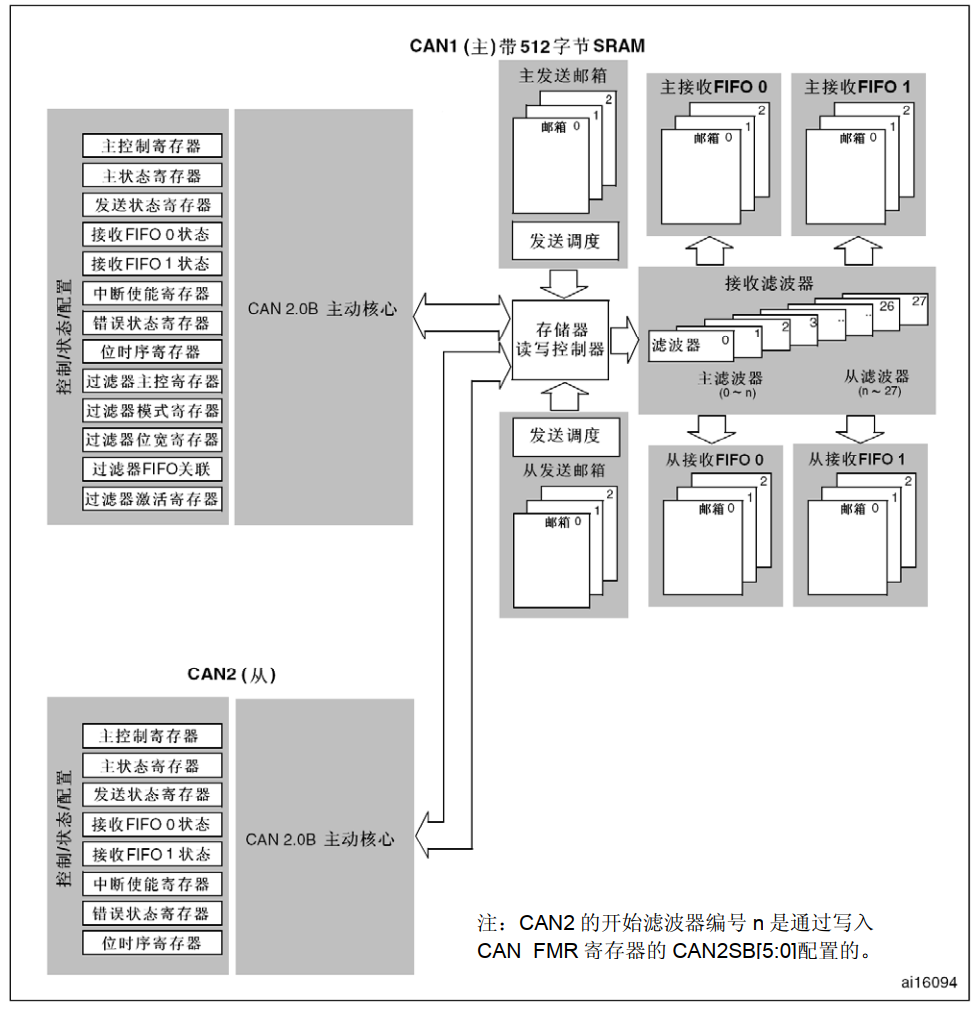 CAN1 (主) 带 512 字节 SRAM
主发送邮箱
2
1
邮箱 0
发送调度
主接收FIFO 0
2
1
邮箱 0
主接收FIFO 1
2
1
邮箱 0
控制/状态/配置
主控制寄存器
主状态寄存器
发送状态寄存器
接收FIFO 0 状态
接收FIFO 1 状态
中断使能寄存器
错误状态寄存器
位时序寄存器
过滤器主控寄存器
过滤器模式寄存器
过滤器位宽寄存器
过滤器FIFO关联
过滤器激活寄存器
CAN 2.0B 主动核心
存储器
读写控制器
接收滤波器
滤波器 0
1
2
3
..
..
26
27
主滤波器
(0～n)
从滤波器
(n～27)
发送调度
从发送邮箱
2
1
邮箱 0
从接收FIFO 0
2
1
邮箱 0
从接收FIFO 1
2
1
邮箱 0
CAN2 (从)
控制/状态/配置
主控制寄存器
主状态寄存器
发送状态寄存器
接收FIFO 0 状态
接收FIFO 1 状态
中断使能寄存器
错误状态寄存器
位时序寄存器
CAN 2.0B 主动核心
注：CAN2 的开始滤波器编号 n 是通过写入
CAN_FMR 寄存器的 CAN2SB[5:0]配置的。
ai16094